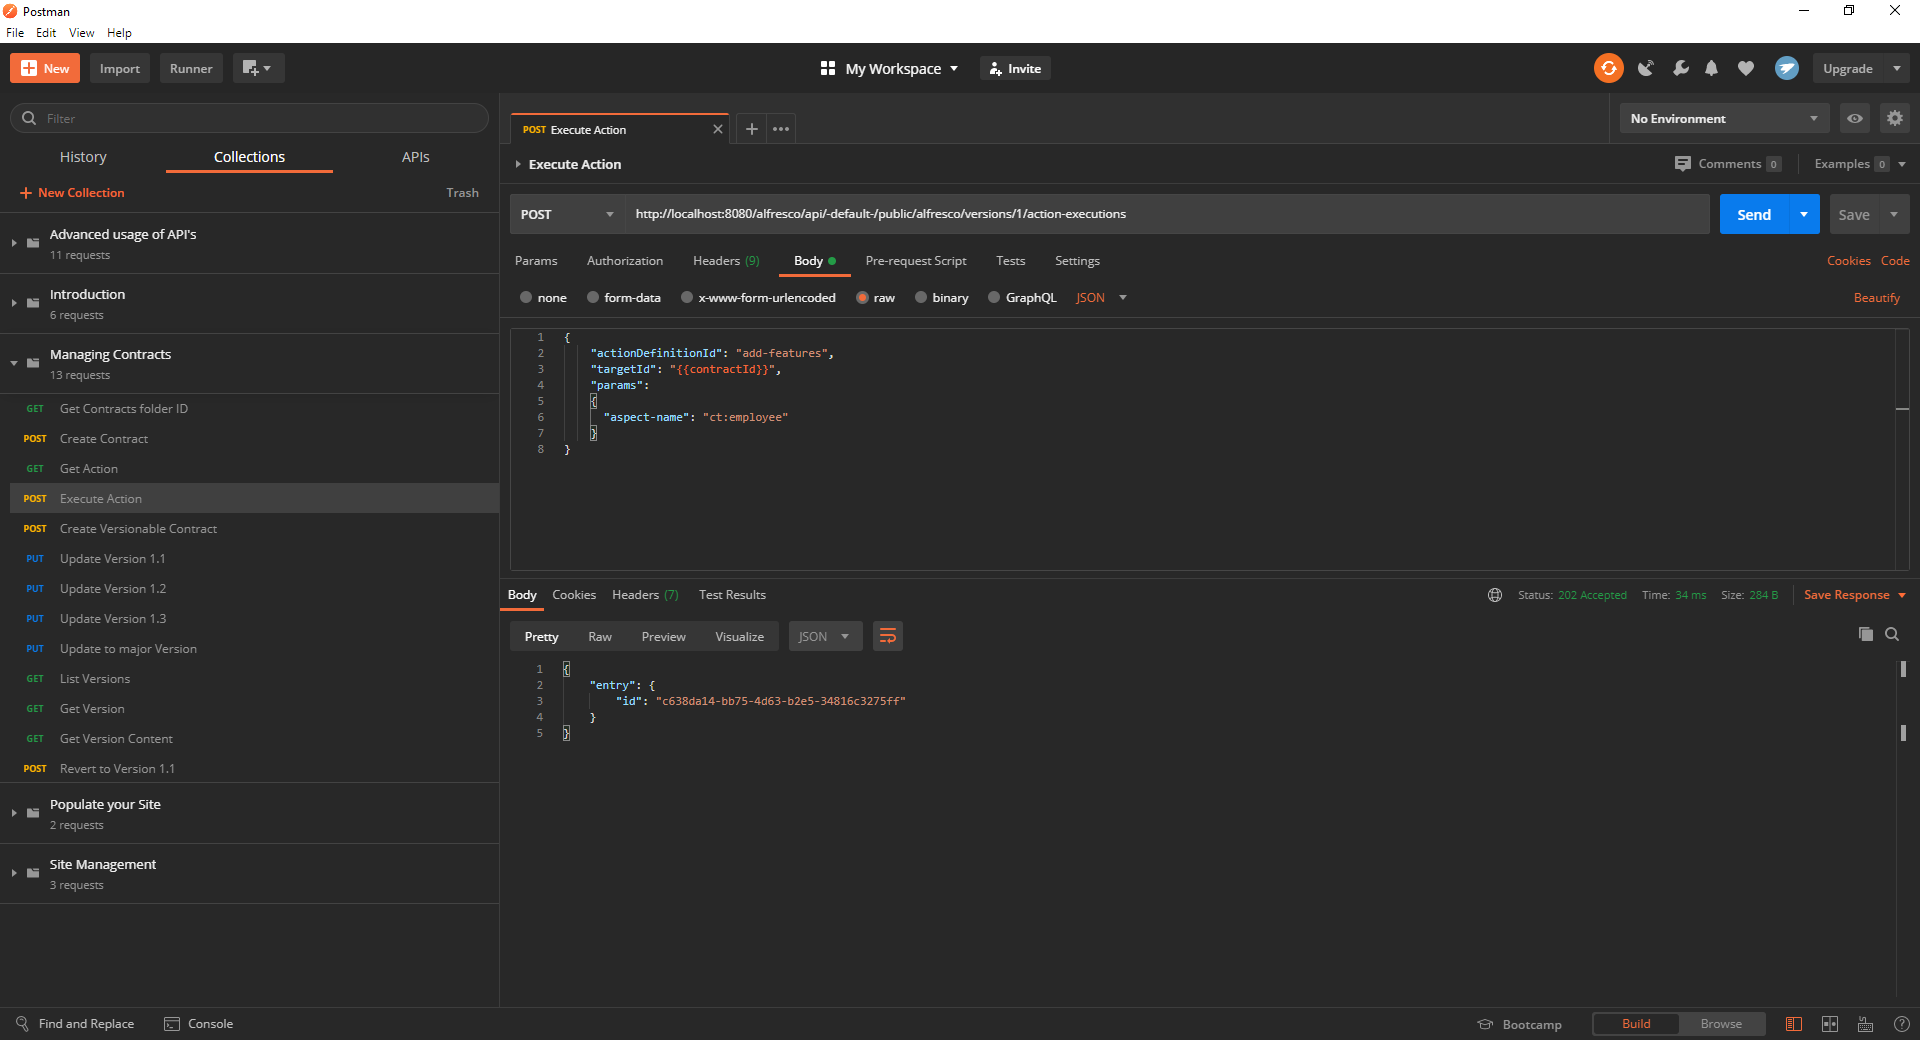 Postman
File Edit View Help
New Import Runner My Workspace Invite Upgrade
Filter
History Collections APIs
New Collection Trash
Advanced usage of API's
11 requests
Introduction
6 requests
Managing Contracts
13 requests
GET Get Contracts folder ID
POST Create Contract
GET Get Action
POST Execute Action
POST Create Versionable Contract
PUT Update Version 1.1
PUT Update Version 1.2
PUT Update Version 1.3
PUT Update to major Version
GET List Versions
GET Get Version
GET Get Version Content
POST Revert to Version 1.1
Populate your Site
2 requests
Site Management
3 requests
POST Execute Action
No Environment
Execute Action
Comments 0 Examples 0
POST http://localhost:8080/alfresco/api/-default-/public/alfresco/versions/1/action-executions Send Save
Params Authorization Headers (9) Body Pre-request Script Tests Settings Cookies Code
none form-data x-www-form-urlencoded raw binary GraphQL JSON Beautify
1 {
2 "actionDefinitionId": "add-features",
3 "targetId": "{{contractId}}",
4 "params":
5 {
6 "aspect-name": "ct:employee"
7 }
8 }
Body Cookies Headers (7) Test Results Status: 202 Accepted Time: 34 ms Size: 284 B Save Response
Pretty Raw Preview Visualize JSON
1 {
2 "entry": {
3 "id": "c638da14-bb75-4d63-b2e5-34816c3275ff"
4 }
5 }
Find and Replace Console Bootcamp Build Browse